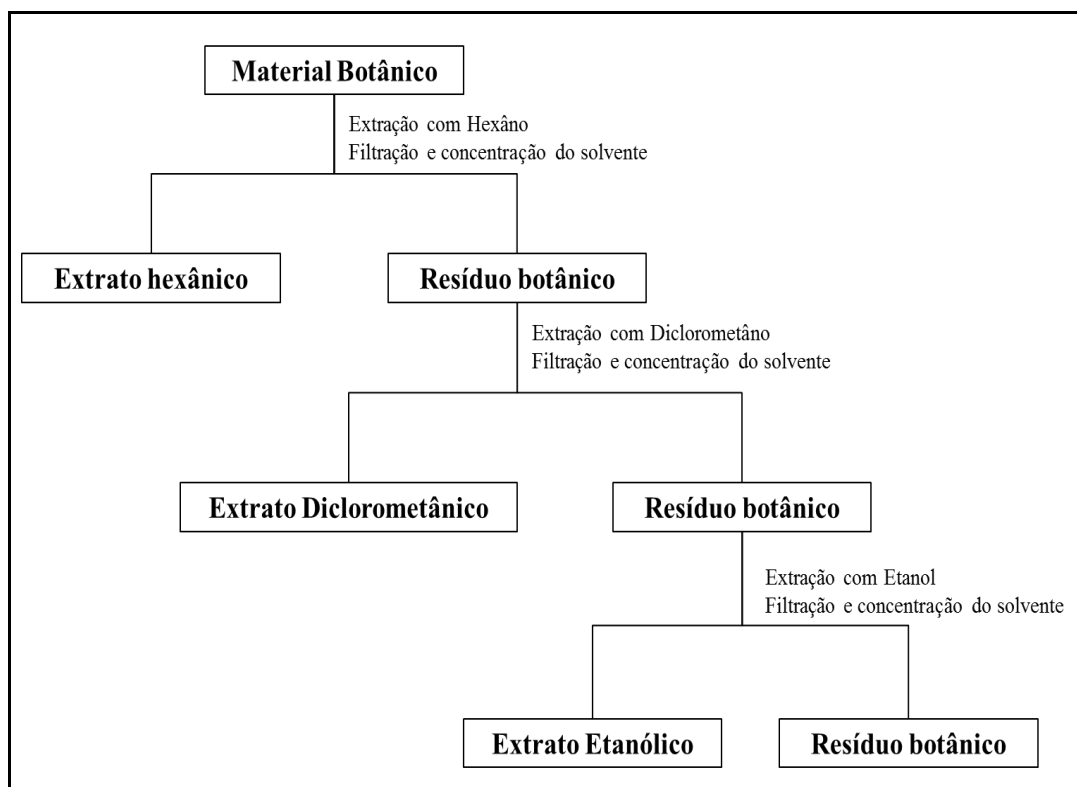 Material Botânico
Extração com Hexâno
Filtração e concentração do solvente
Extrato hexânico
Resíduo botânico
Extração com Diclorometâno
Filtração e concentração do solvente
Extrato Diclorometânico
Resíduo botânico
Extração com Etanol
Filtração e concentração do solvente
Extrato Etanólico
Resíduo botânico